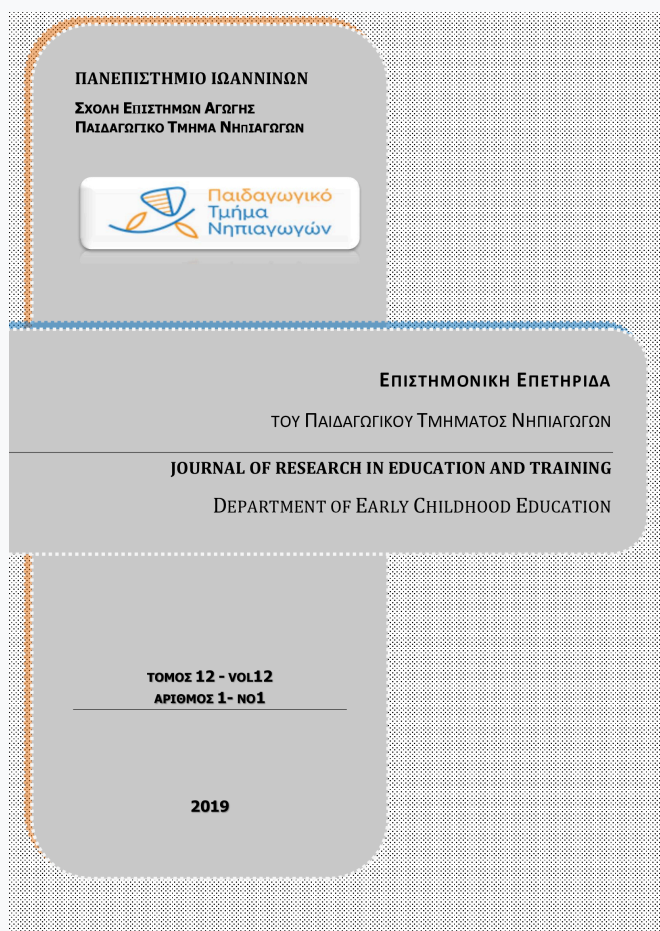 ΠΑΝΕΠΙΣΤΗΜΙΟ ΙΩΑΝΝΙΝΩΝ
ΣΧΟΛΗ ΕΠΙΣΤΗΜΩΝ ΑΓΩΓΗΣ
ΠΑΙΔΑΓΩΓΙΚΟ ΤΜΗΜΑ ΝΗΠΙΑΓΩΓΩΝ
Παιδαγωγικό
Τμήμα
Νηπιαγωγών
ΕΠΙΣΤΗΜΟΝΙΚΗ ΕΠΕΤΗΡΙΔΑ
ΤΟΥ ΠΑΙΔΑΓΩΓΙΚΟΥ ΤΜΗΜΑΤΟΣ ΝΗΠΙΑΓΩΓΩΝ
JOURNAL OF RESEARCH IN EDUCATION AND TRAINING
DEPARTMENT OF EARLY CHILDHOOD EDUCATION
ΤΟΜΟΣ 12 - VOL12
ΑΡΙΘΜΟΣ 1- NO1
2019